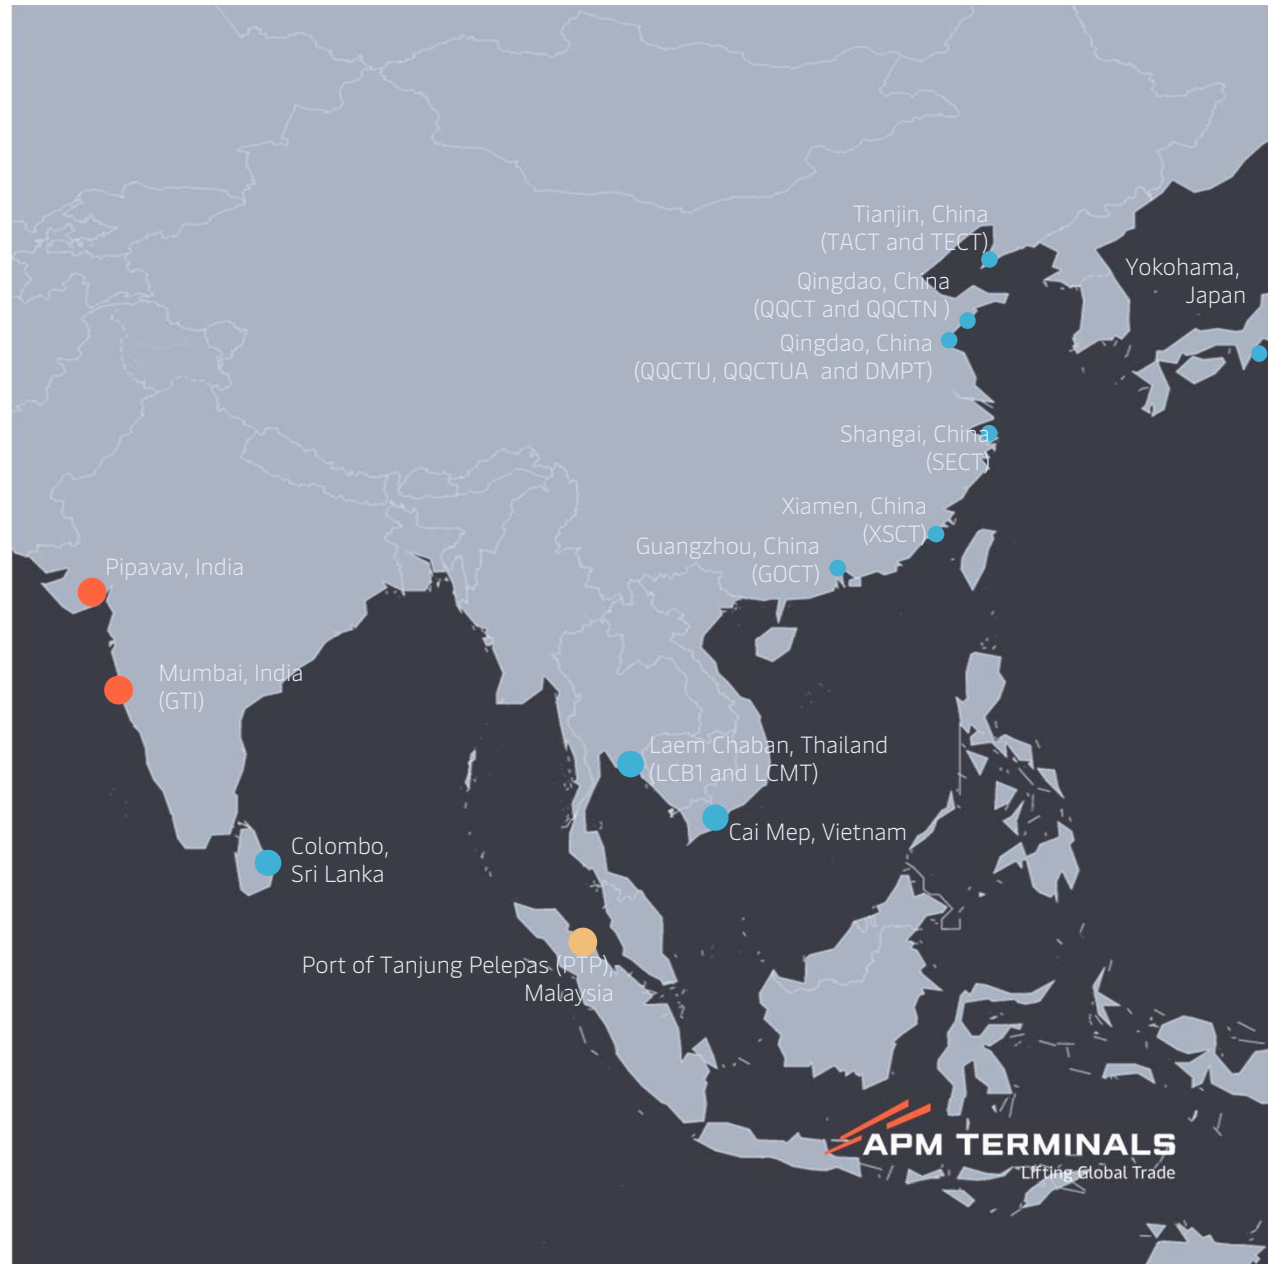 Tianjin, China
(TACT and TECT)
Yokohama,
Japan
Qingdao, China
(QQCT and QQCTN )
Qingdao, China
(QQCTU, QQCTUA  and DMPT)
Shangai, China
(SECT)
Xiamen, China
(XSCT)
Guangzhou, China
(GOCT)
Pipavav, India
Mumbai, India
(GTI)
Laem Chaban, Thailand
(LCB1 and LCMT)
Cai Mep, Vietnam
Colombo,
Sri Lanka
Port of Tanjung Pelepas (PTP),
Malaysia
APM TERMINALS
Lifting Global Trade